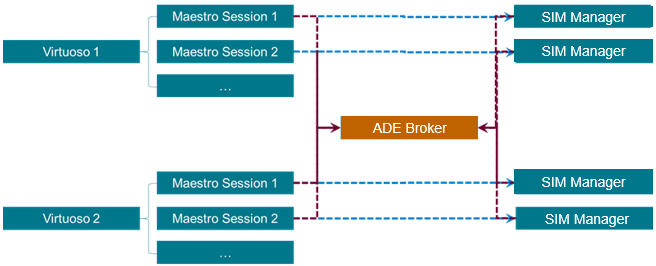 Maestro Session 1
SIM Manager
Virtuoso 1
Maestro Session 2
SIM Manager
...
ADE Broker
Maestro Session 1
SIM Manager
Virtuoso 2
Maestro Session 2
SIM Manager
...